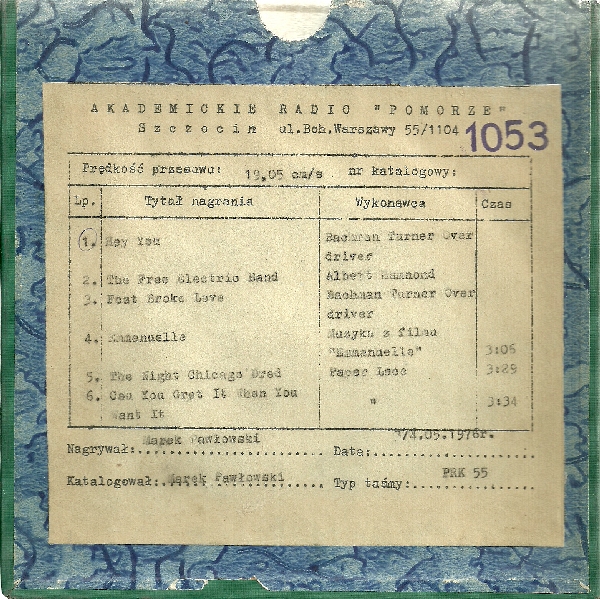 AKADEMICKIE RADIO "POMORZE"
Szczecin ul.Boh.Warszawy 55/1104 1053
Prędkość przesuwu: 19,05 cm/s nr katalogowy:
Lp. Tytuł nagrania Wykonawca Czas
1. Hey You Bachman Turner Over
driver
2. The Free Electric Band Albert Hammond
3. Fost Broke Love Bachman Turner Over
driver
4. Emmanuelle Muzyka z filmu
"Emmanuelle" 3:06
5. The Night Chicago Dred Paper Lace 3:29
6. Can You Gret It When You " 3:34
Want It
Nagrywał: Marek Pawłowski Data: 4.05.1976r.
Katalogował: Marek Pawłowski Typ taśmy: PRK 55